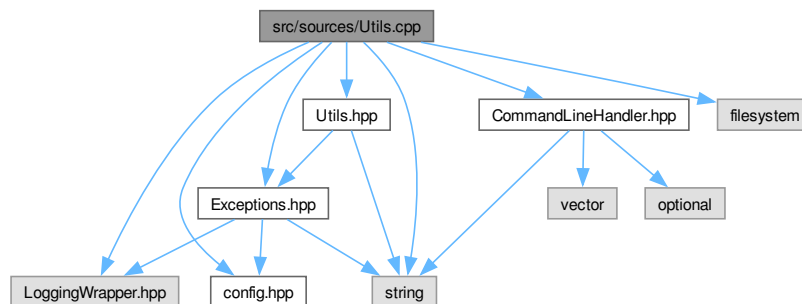 src/sources/Utils.cpp
Utils.hpp
CommandLineHandler.hpp
filesystem
Exceptions.hpp
vector
optional
LoggingWrapper.hpp
config.hpp
string